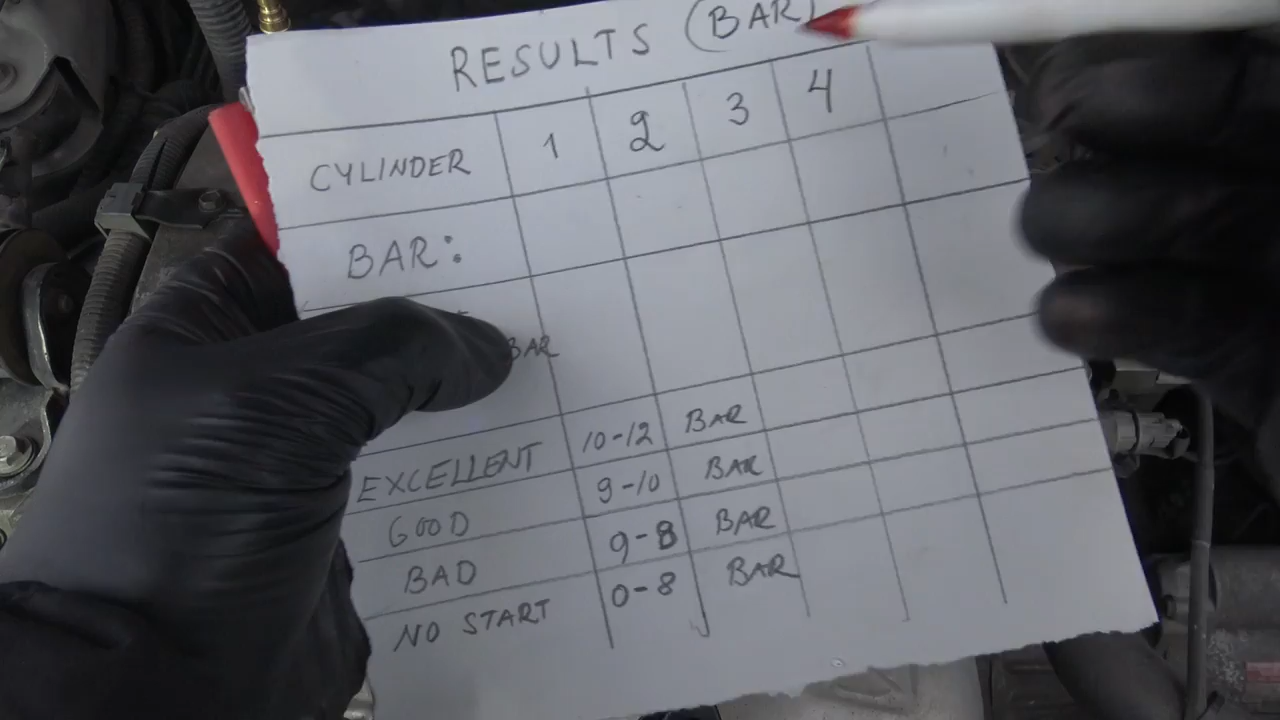 RESULTS (BAR)
CYLINDER 1 2 3 4
BAR:
BAR
EXCELLENT 10-12 BAR
GOOD 9-10 BAR
BAD 9-8 BAR
NO START 0-8 BAR